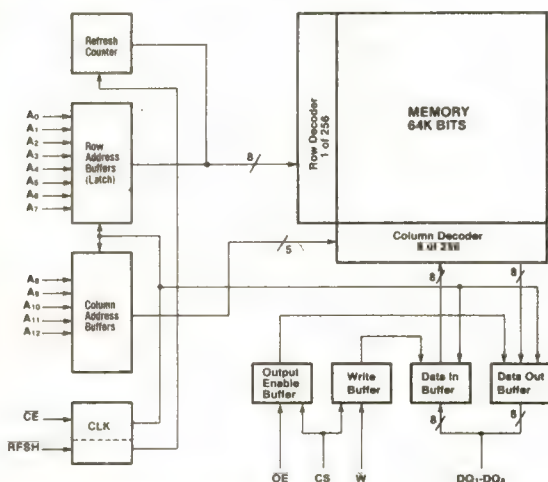 Refresh
Counter
A0
A1
A2
A3
A4
A5
A6
A7
Row
Address
Buffers
(Latch)
8
Row Decoder
1 of 256
MEMORY
64K BITS
Column Decoder
of
5
8
8
A8
A9
A10
A11
A12
Column
Address
Buffers
Output
Enable
Buffer
Write
Buffer
Data In
Buffer
Data Out
Buffer
CE
RFSH
CLK
8
8
OE
CS
W
DQ1-DQ8